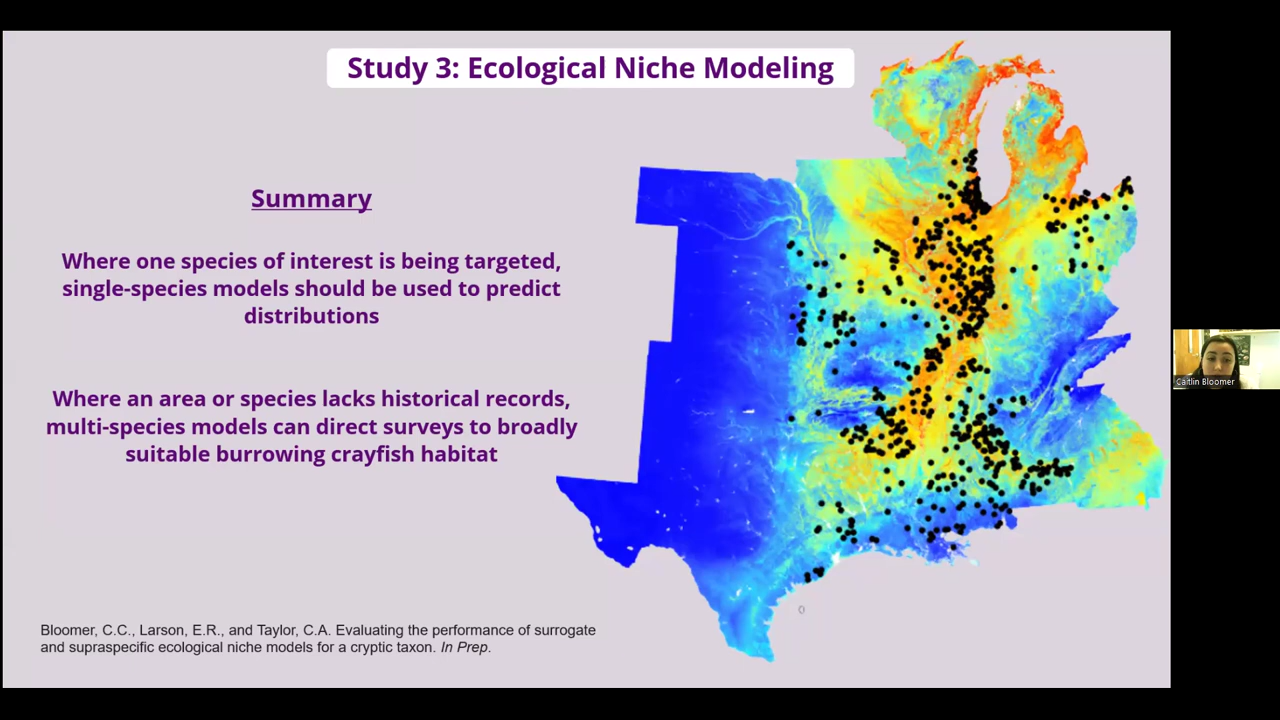 Study 3: Ecological Niche Modeling
Summary
Where one species of interest is being targeted,
single-species models should be used to predict
distributions
Where an area or species lacks historical records,
multi-species models can direct surveys to broadly
suitable burrowing crayfish habitat
Bloomer, C.C., Larson, E.R., and Taylor, C.A. Evaluating the performance of surrogate
and supraspecific ecological niche models for a cryptic taxon. In Prep.
Caitlin Bloomer